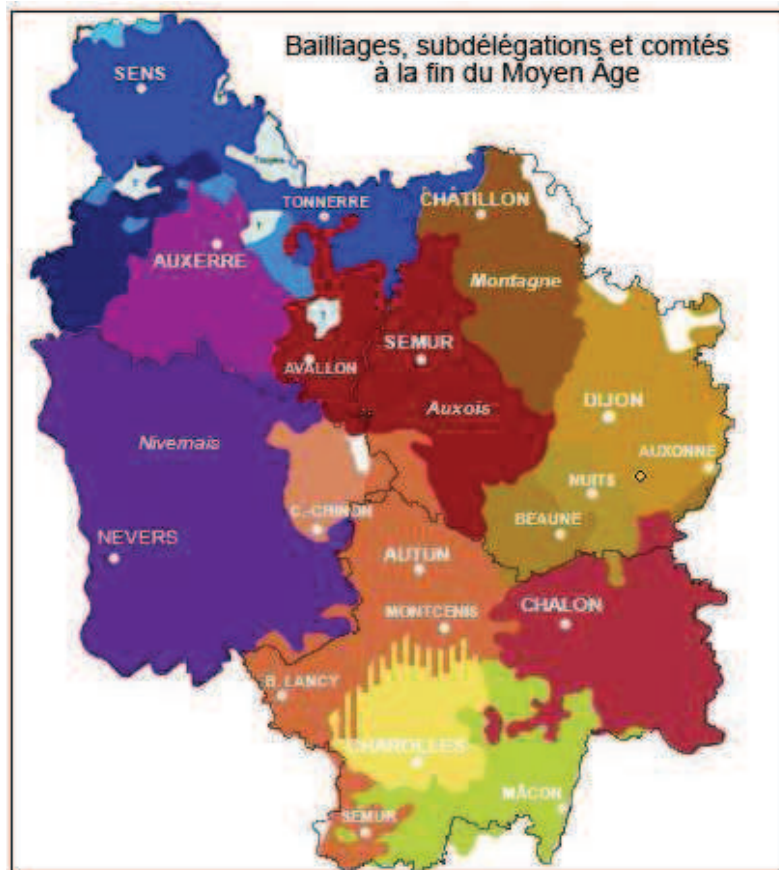 Bailliages, subdélégations et comtés
à la fin du Moyen Âge
SENS
Troyes
?
TONNERRE
CHÂTILLON
?
AUXERRE
Montagne
?
SEMUR
AVALLON
Auxois
DIJON
Nivernais
AUXONNE
NUITS
C.-CHINON
BEAUNE
NEVERS
AUTUN
MONTCENIS
CHALON
B. LANCY
CHAROLLES
MÂCON
SEMUR